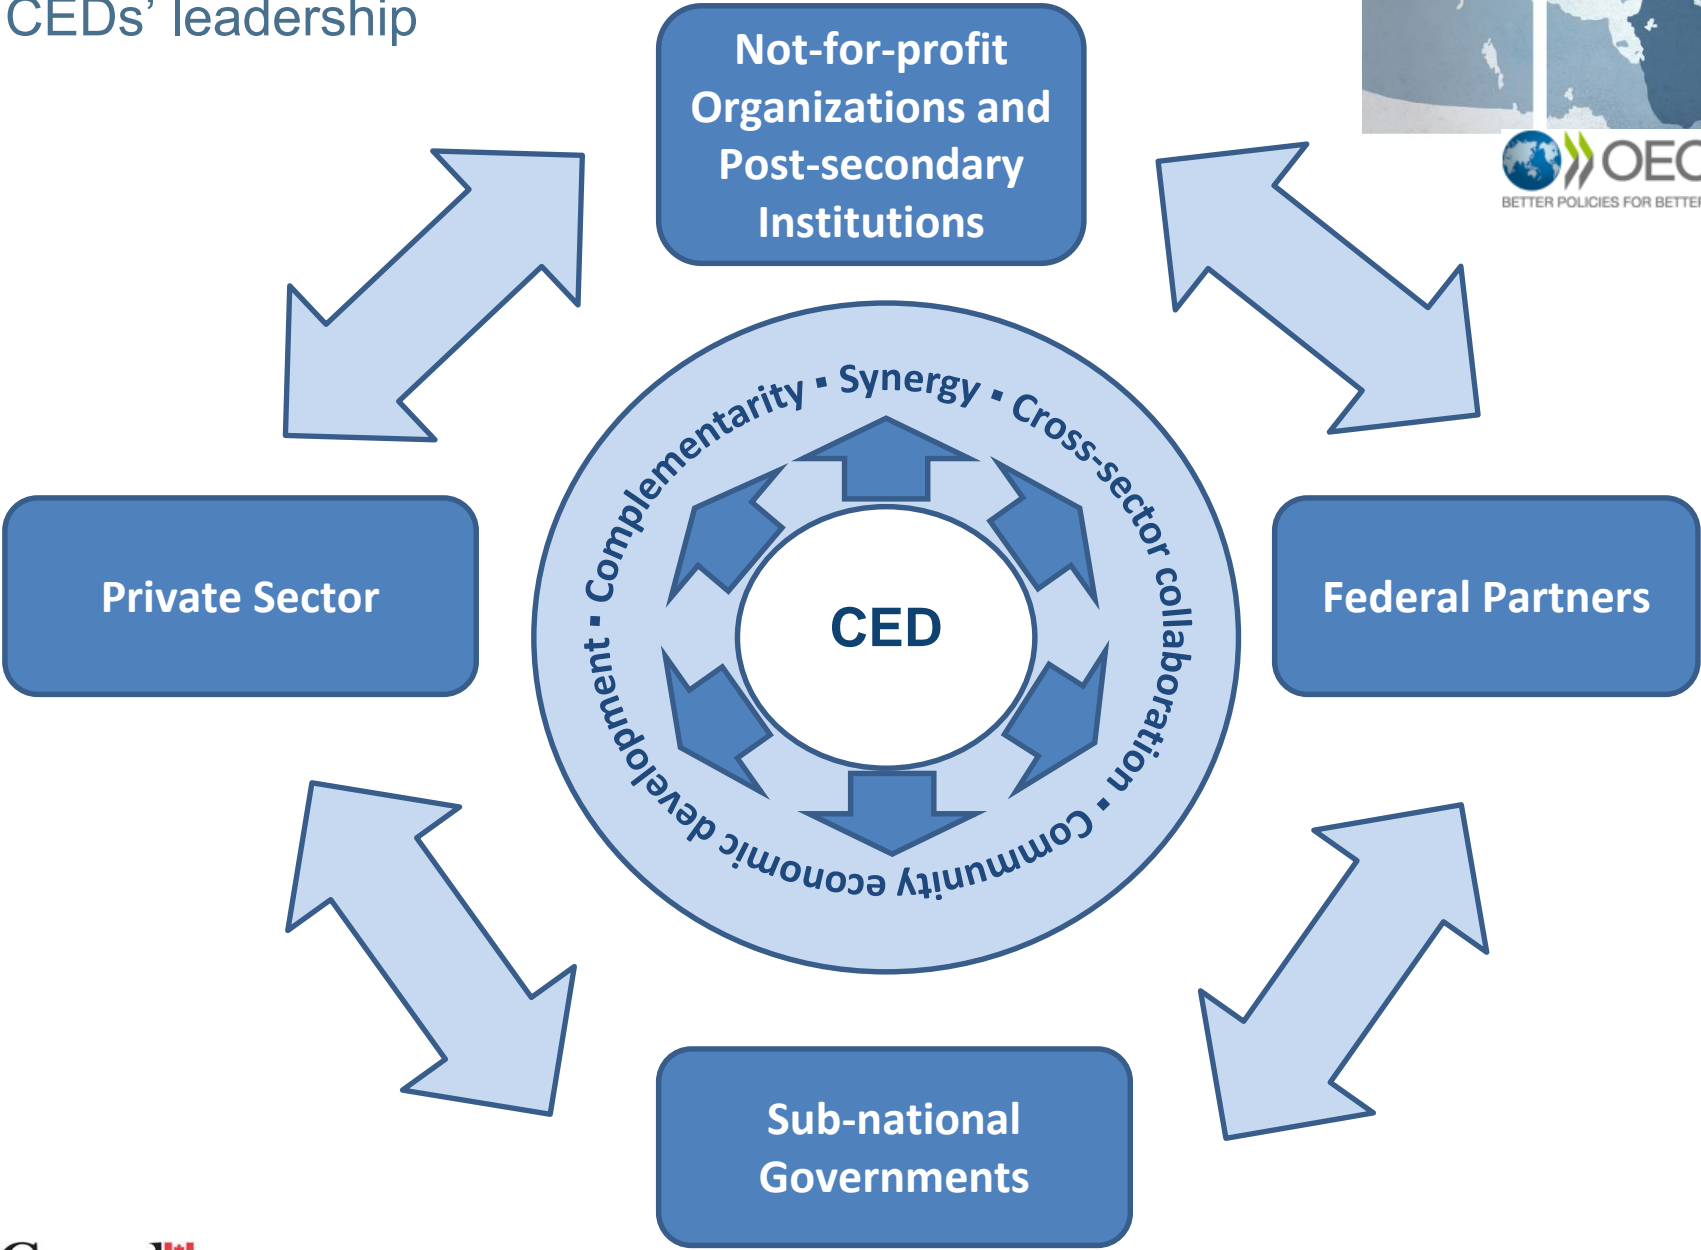 CEDs’ leadership
Not-for-profit
Organizations and
Post-secondary
Institutions
BETTER POLICIES FOR BETTER
Complementarity ▪ Synergy ▪ Cross-sector collaboration ▪ Community economic development ▪
CED
Private Sector
Federal Partners
Sub-national
Governments